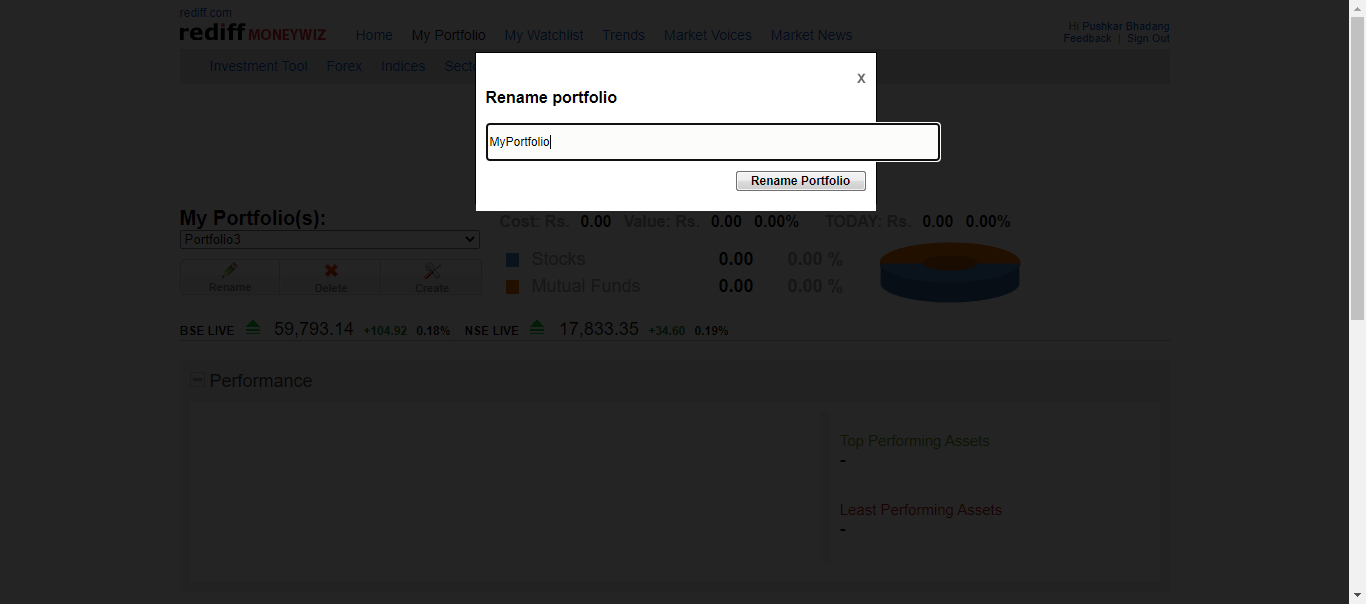 rediff.com
rediff MONEYWIZ Home My Portfolio My Watchlist Trends Market Voices Market News
Hi Pushkar Bhadang
Feedback | Sign Out
Investment Tool Forex Indices Secto
x
Rename portfolio
MyPortfolio
Rename Portfolio
My Portfolio(s):
Portfolio3
Rename Delete Create
Cost: Rs. 0.00 Value: Rs. 0.00 0.00% TODAY: Rs. 0.00 0.00%
Stocks 0.00 0.00 %
Mutual Funds 0.00 0.00 %
BSE LIVE 59,793.14 +104.92 0.18% NSE LIVE 17,833.35 +34.60 0.19%
Performance
Top Performing Assets
-
Least Performing Assets
-